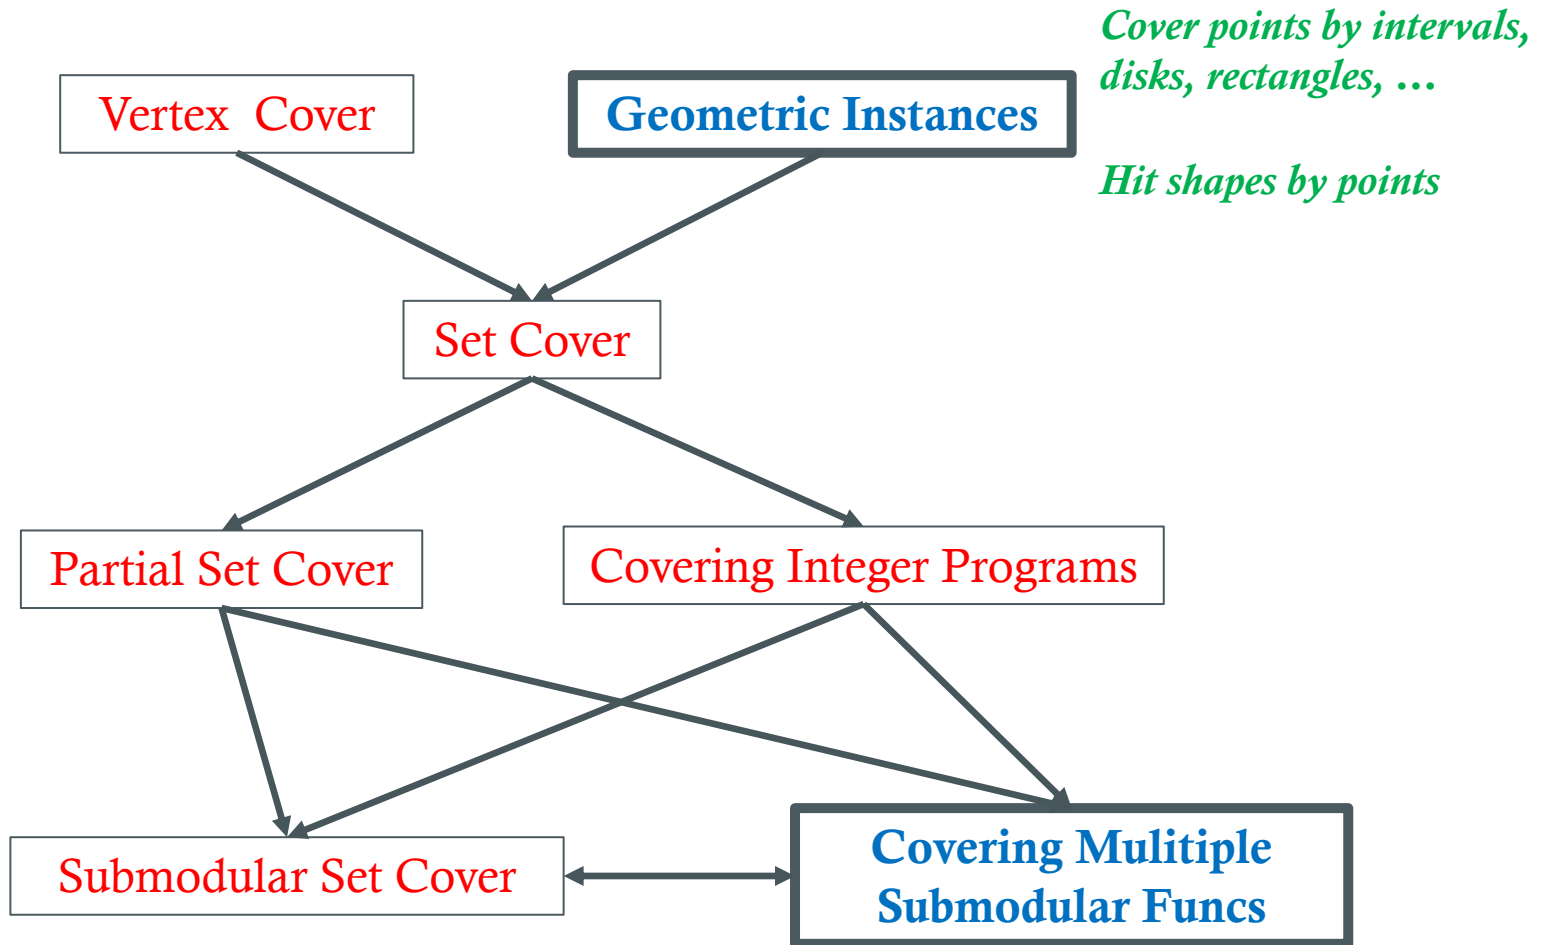 Cover points by intervals,
disks, rectangles, …
Vertex Cover
Geometric Instances
Hit shapes by points
Set Cover
Partial Set Cover
Covering Integer Programs
Submodular Set Cover
Covering Mulitiple
Submodular Funcs